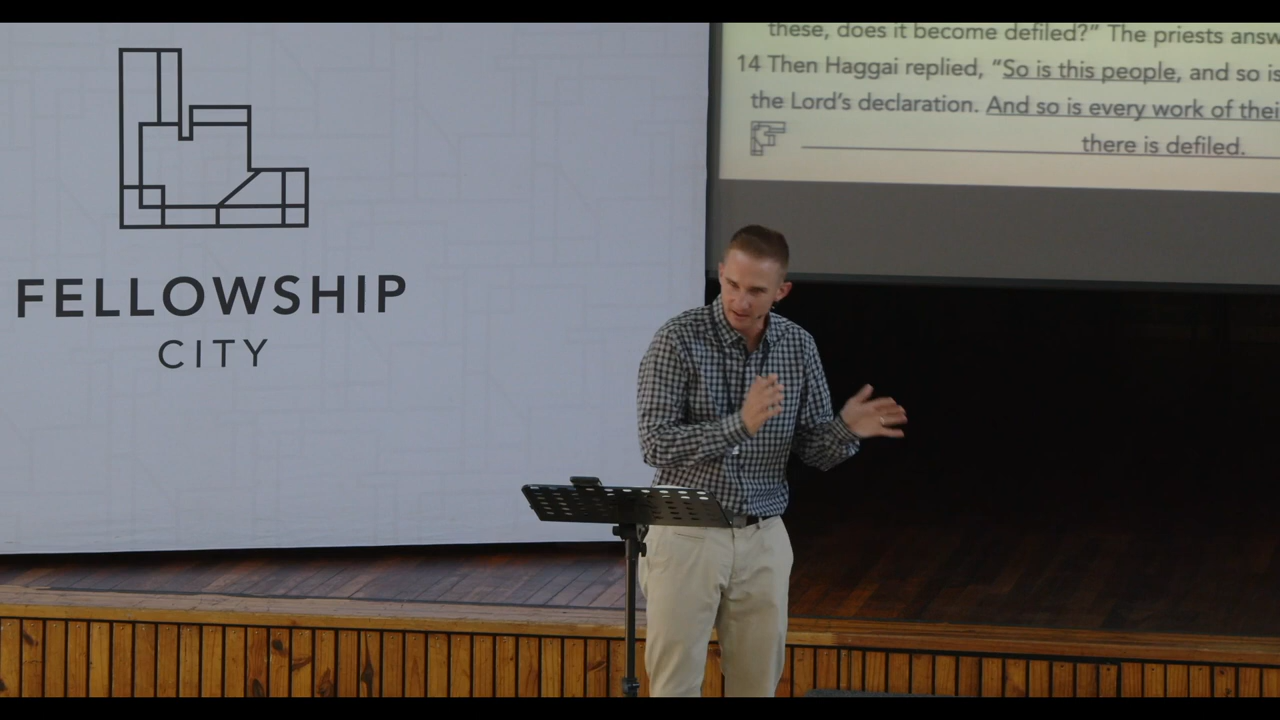 FELLOWSHIP
CITY
these, does it become defiled?” The priests answ
14 Then Haggai replied, “So is this people, and so is
the Lord’s declaration. And so is every work of thei
there is defiled.